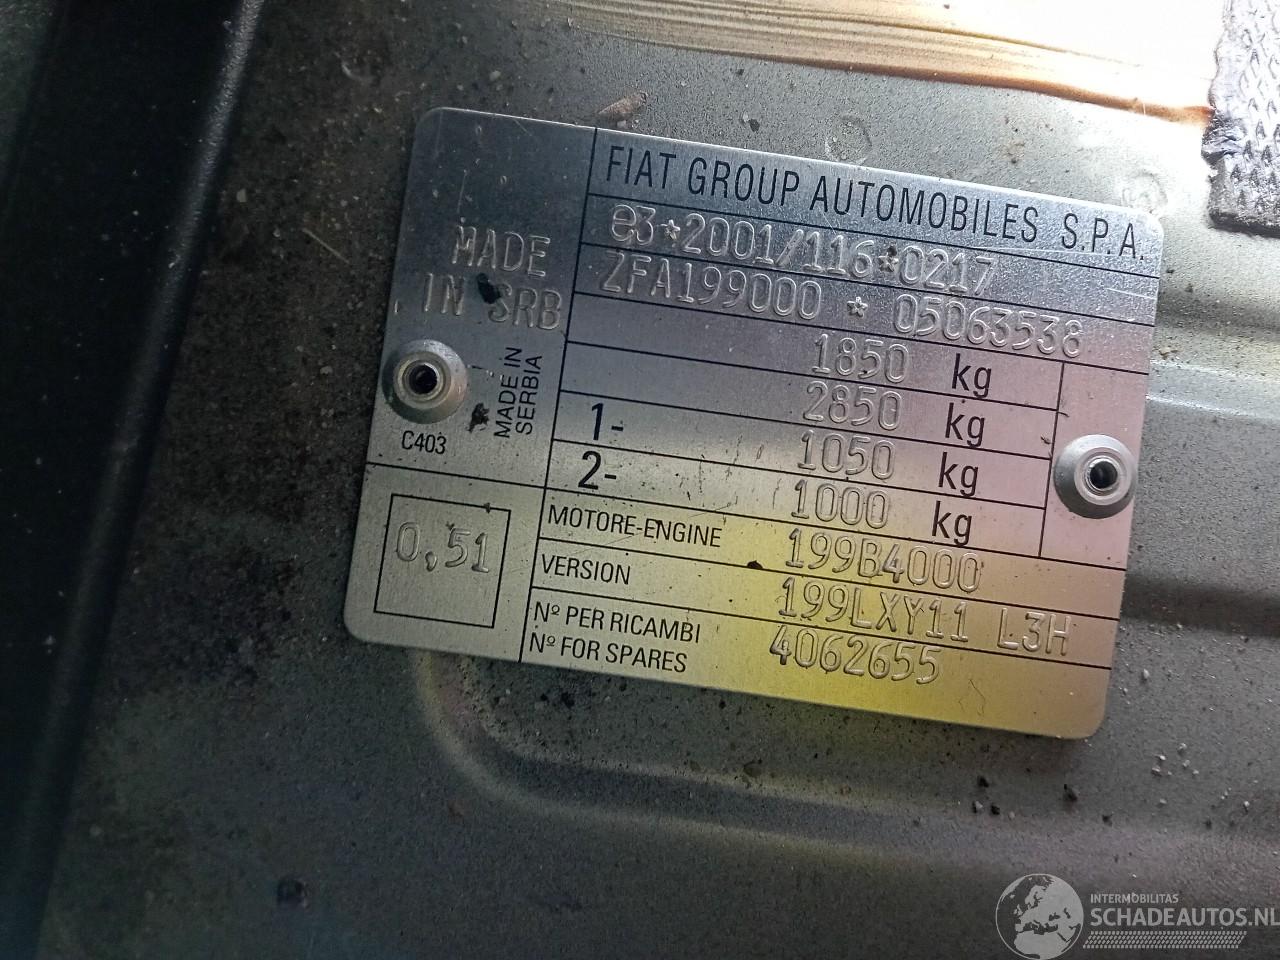 FIAT GROUP AUTOMOBILES S.P.A.
e3*2001/116*0217
ZFA199000 * 05063538
1850 kg
2850 kg
1- 1050 kg
2- 1000 kg
MOTORE-ENGINE 199B4000
VERSION 199LXY11 L3H
Nº PER RICAMBI
Nº FOR SPARES 4062655
MADE
IN SRB
MADE IN
SERBIA
C403
0,51
INTERMOBILITAS
SCHADEAUTOS.NL